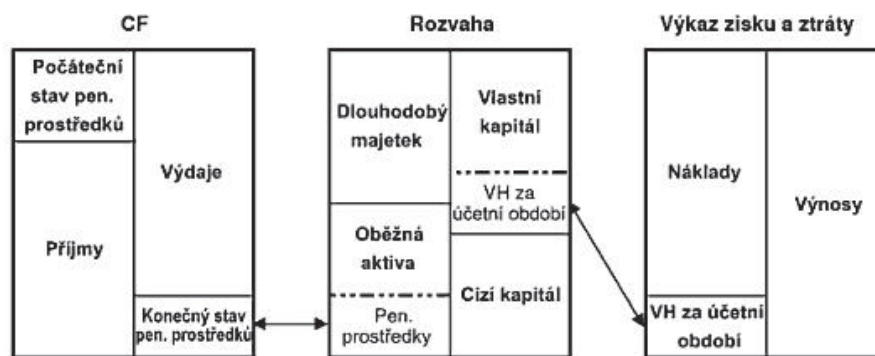 CF
Počáteční
stav pen.
prostředků
Příjmy
Výdaje
Konečný stav
pen. prostředků
Rozvaha
Dlouhodobý
majetek
Oběžná
aktiva
Pen.
prostředky
Vlastní
kapitál
VH za
účetní období
Cizí kapitál
Výkaz zisku a ztráty
Náklady
VH za účetní
období
Výnosy